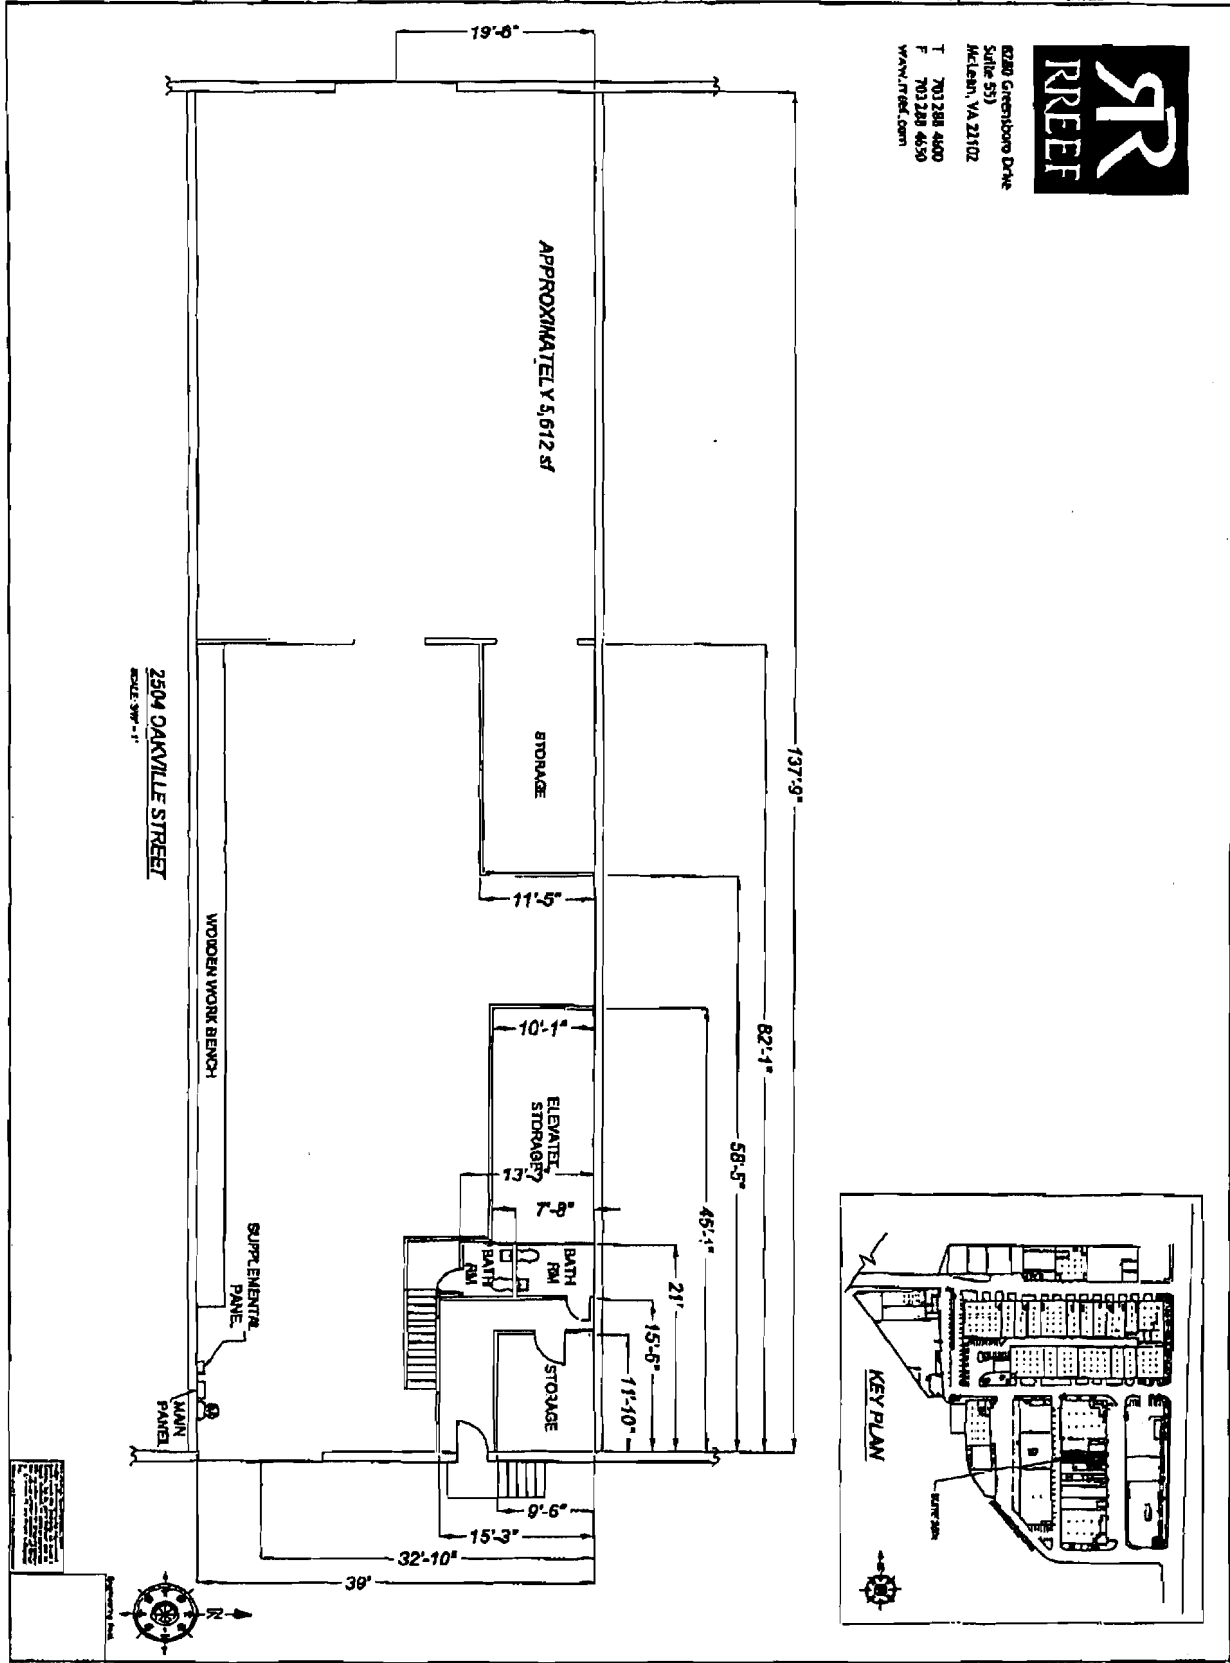 RREEF
8280 Greensboro Drive
Suite 551
McLean, VA 22102
T 703 288 4600
F 703 288 4650
www.rreef.com
19'-6"
APPROXIMATELY 5,612 sf
137'-9"
82'-1"
58'-5"
45'-1"
21'
15'-6"
11'-10"
STORAGE
11'-5"
10'-1"
ELEVATED
STORAGE
13'-3"
7'-8"
BATH
RM
BATH
RM
STORAGE
9'-6"
15'-3"
32'-10"
39'
WOODEN WORK BENCH
SUPPLEMENTAL
PANEL
MAIN
PANEL
2504 OAKVILLE STREET
KEY PLAN
N